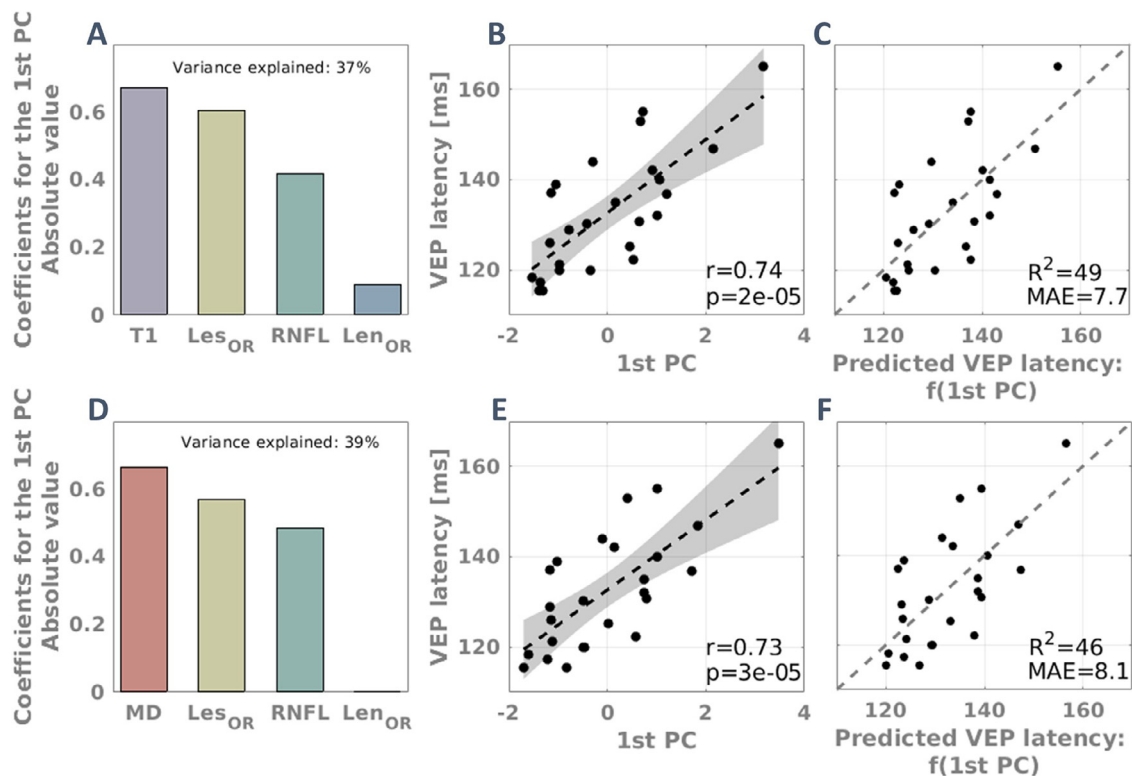 A
Coefficients for the 1st PC
Absolute value
Variance explained: 37%
0.6
0.4
0.2
0
T1 LesOR RNFL LenOR
B
VEP latency [ms]
160
140
120
r=0.74
p=2e-05
-2 0 2 4
1st PC
C
R2=49
MAE=7.7
120 140 160
Predicted VEP latency:
f(1st PC)
D
Coefficients for the 1st PC
Absolute value
Variance explained: 39%
0.6
0.4
0.2
0
MD LesOR RNFL LenOR
E
VEP latency [ms]
160
140
120
r=0.73
p=3e-05
-2 0 2 4
1st PC
F
R2=46
MAE=8.1
120 140 160
Predicted VEP latency:
f(1st PC)